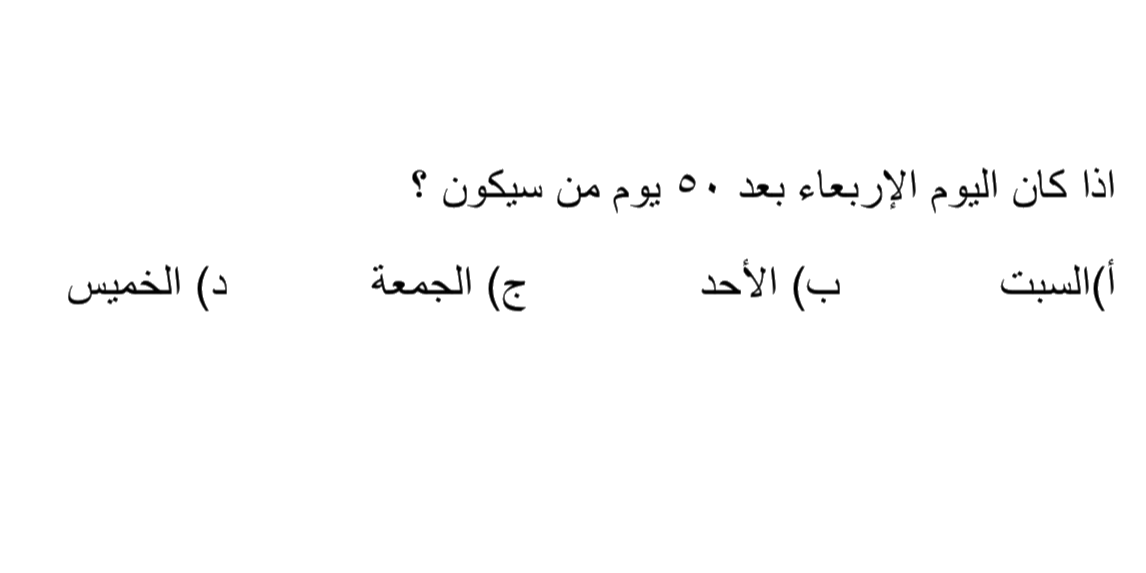 اذا كان اليوم الإربعاء بعد ٥٠ يوم من سيكون ؟
أ)السبت ب) الأحد ج) الجمعة د) الخميس